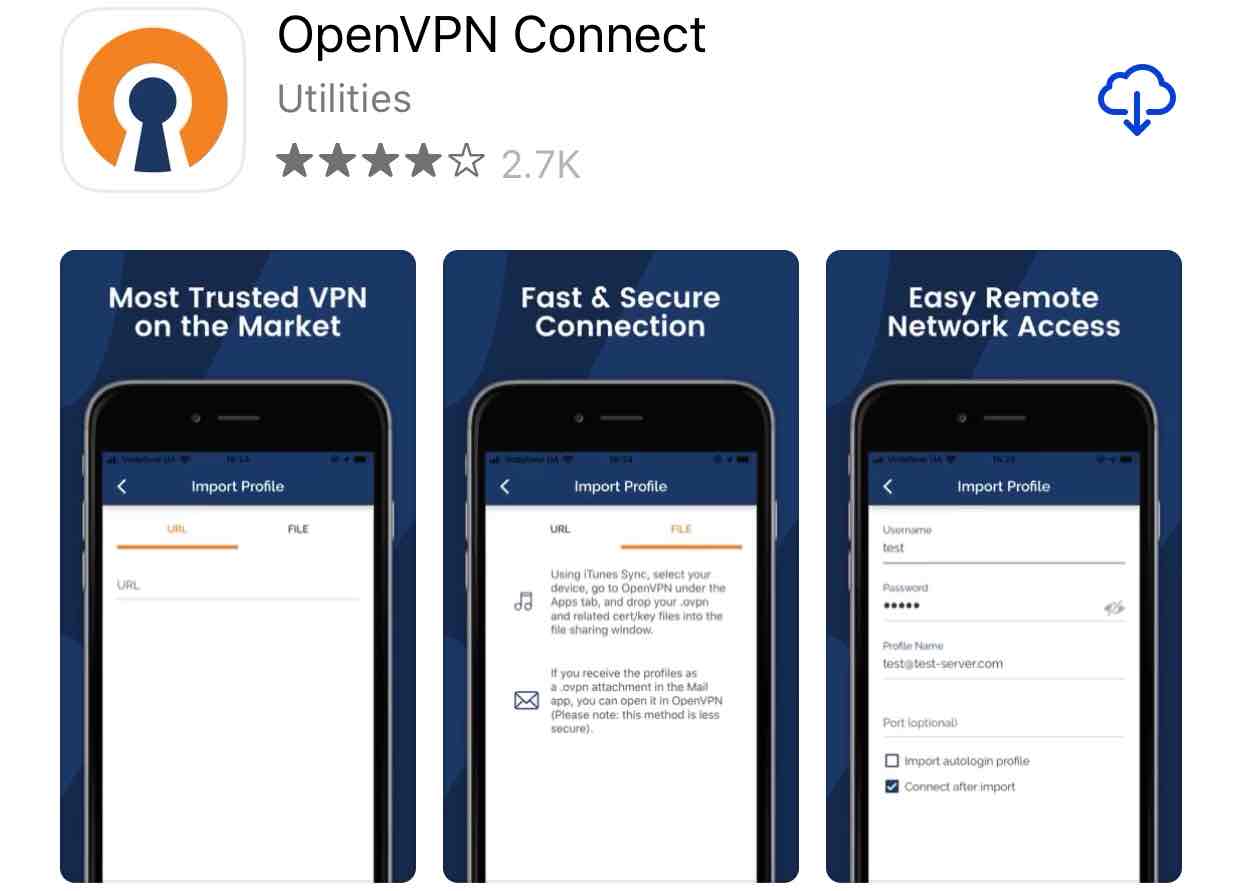 OpenVPN Connect
Utilities
2.7K
Most Trusted VPN
on the Market
Vodafone UA
Import Profile
URL
FILE
URL
Fast & Secure
Connection
Vodafone UA
Import Profile
URL
FILE
Using iTunes Sync, select your
device, go to OpenVPN under the
Apps tab, and drop your .ovpn
and related cert/key files into the
file sharing window.
If you receive the profiles as
a .ovpn attachment in the Mail
app, you can open it in OpenVPN
(Please note: this method is less
secure).
Easy Remote
Network Access
Vodafone UA
Import Profile
Username
test
Password
Profile Name
test@test-server.com
Port (optional)
Import autologin profile
Connect after import